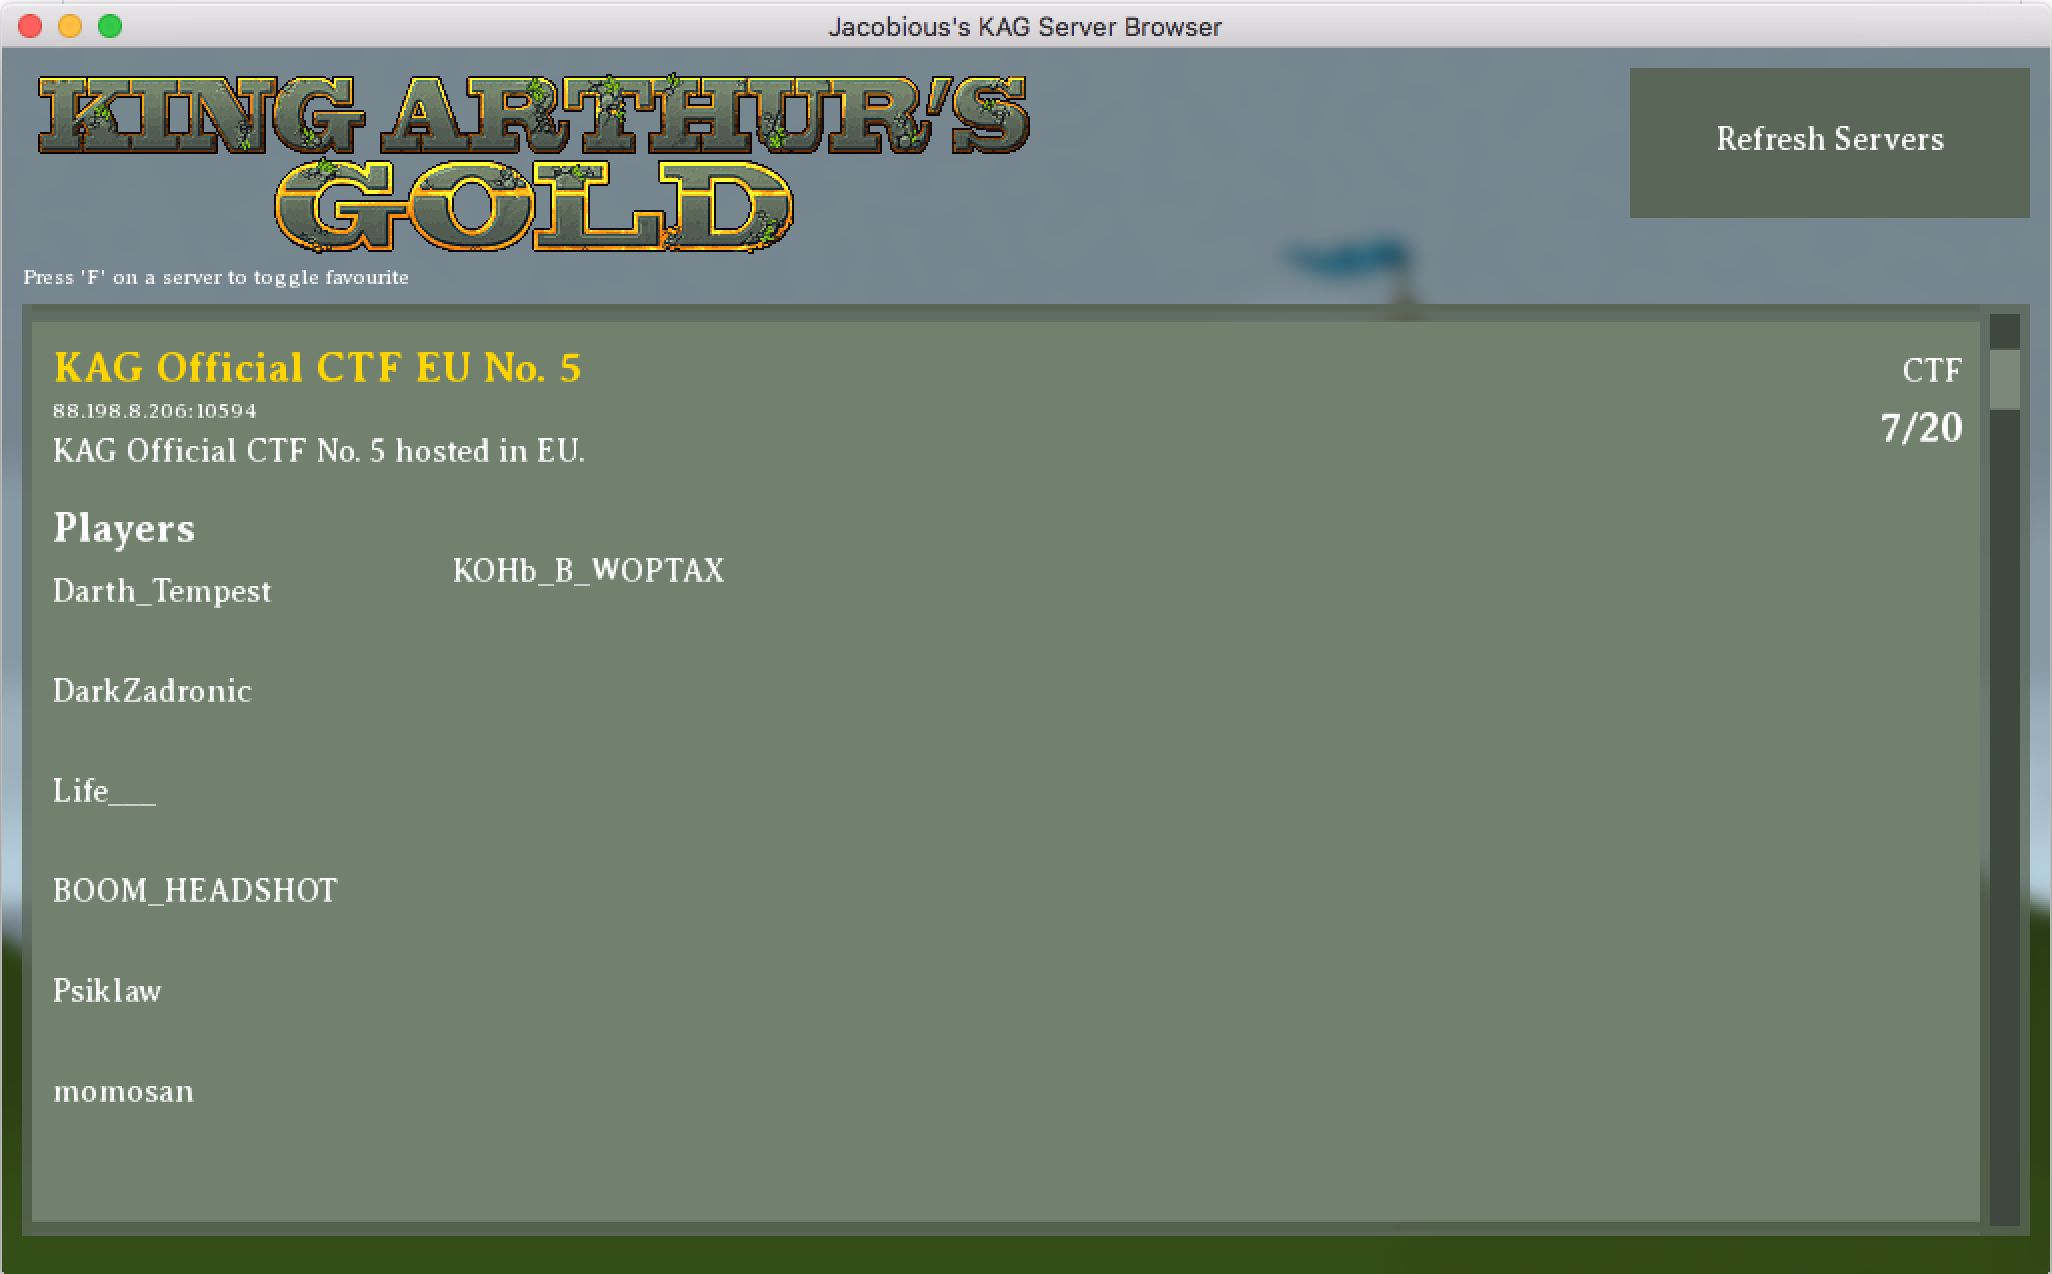 Jacobious's KAG Server Browser
KING ARTHUR'S
GOLD
Refresh Servers
Press 'F' on a server to toggle favourite
KAG Official CTF EU No. 5
CTF
88.198.8.206:10594
7/20
KAG Official CTF No. 5 hosted in EU.
Players
Darth_Tempest
KOHb_B_WOPTAX
DarkZadronic
Life___
BOOM_HEADSHOT
Psiklaw
momosan